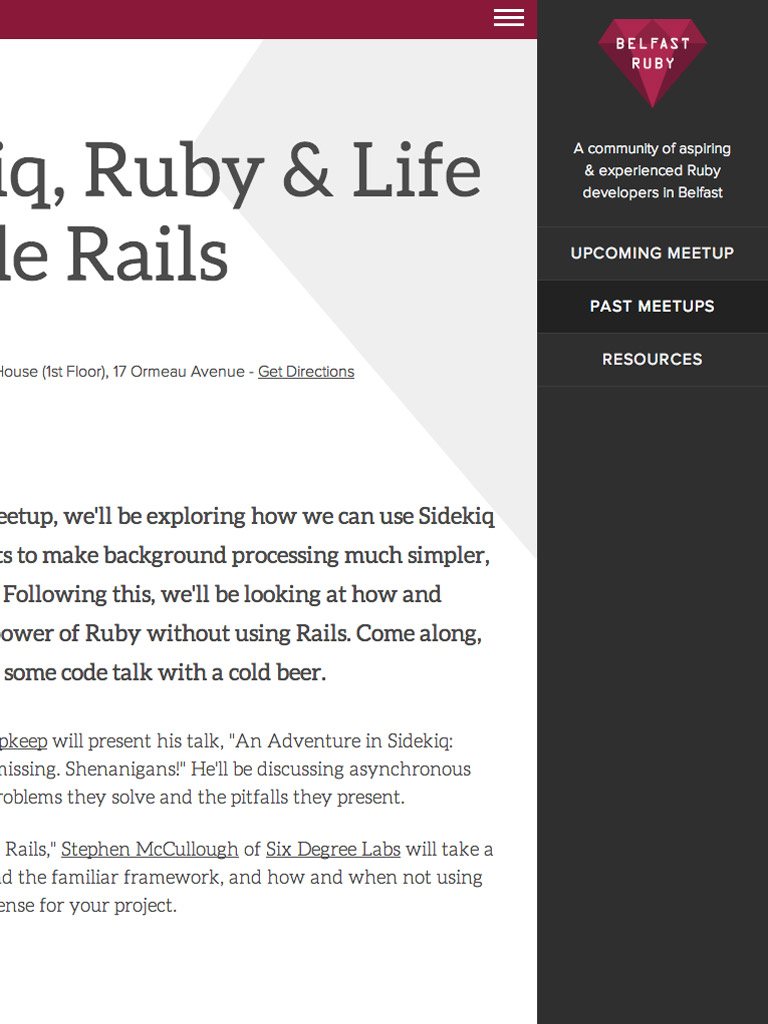 BELFAST
RUBY
A community of aspiring
& experienced Ruby
developers in Belfast
UPCOMING MEETUP
PAST MEETUPS
RESOURCES
iq, Ruby & Life
le Rails
House (1st Floor), 17 Ormeau Avenue - Get Directions
eetup, we'll be exploring how we can use Sidekiq
ts to make background processing much simpler,
Following this, we'll be looking at how and
power of Ruby without using Rails. Come along,
some code talk with a cold beer.
pkeep will present his talk, "An Adventure in Sidekiq:
missing. Shenanigans!" He'll be discussing asynchronous
roblems they solve and the pitfalls they present.
Rails," Stephen McCullough of Six Degree Labs will take a
d the familiar framework, and how and when not using
ense for your project.